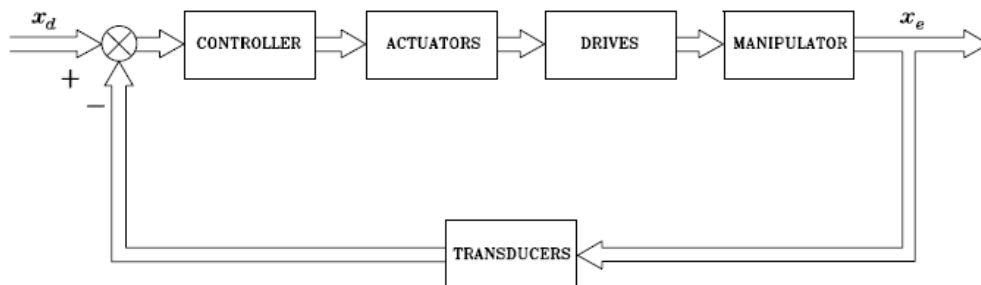 x_d
x_e
CONTROLLER
ACTUATORS
DRIVES
MANIPULATOR
+
−
TRANSDUCERS